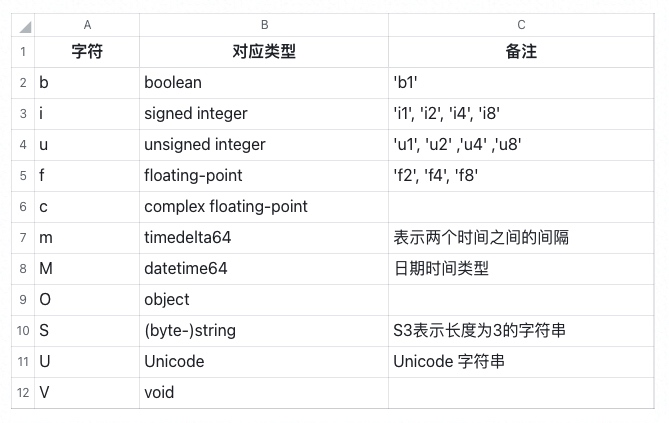 A B C
1 字符 对应类型 备注
2 b boolean 'b1'
3 i signed integer 'i1', 'i2', 'i4', 'i8'
4 u unsigned integer 'u1', 'u2' ,'u4' ,'u8'
5 f floating-point 'f2', 'f4', 'f8'
6 c complex floating-point
7 m timedelta64 表示两个时间之间的间隔
8 M datetime64 日期时间类型
9 O object
10 S (byte-)string S3表示长度为3的字符串
11 U Unicode Unicode 字符串
12 V void